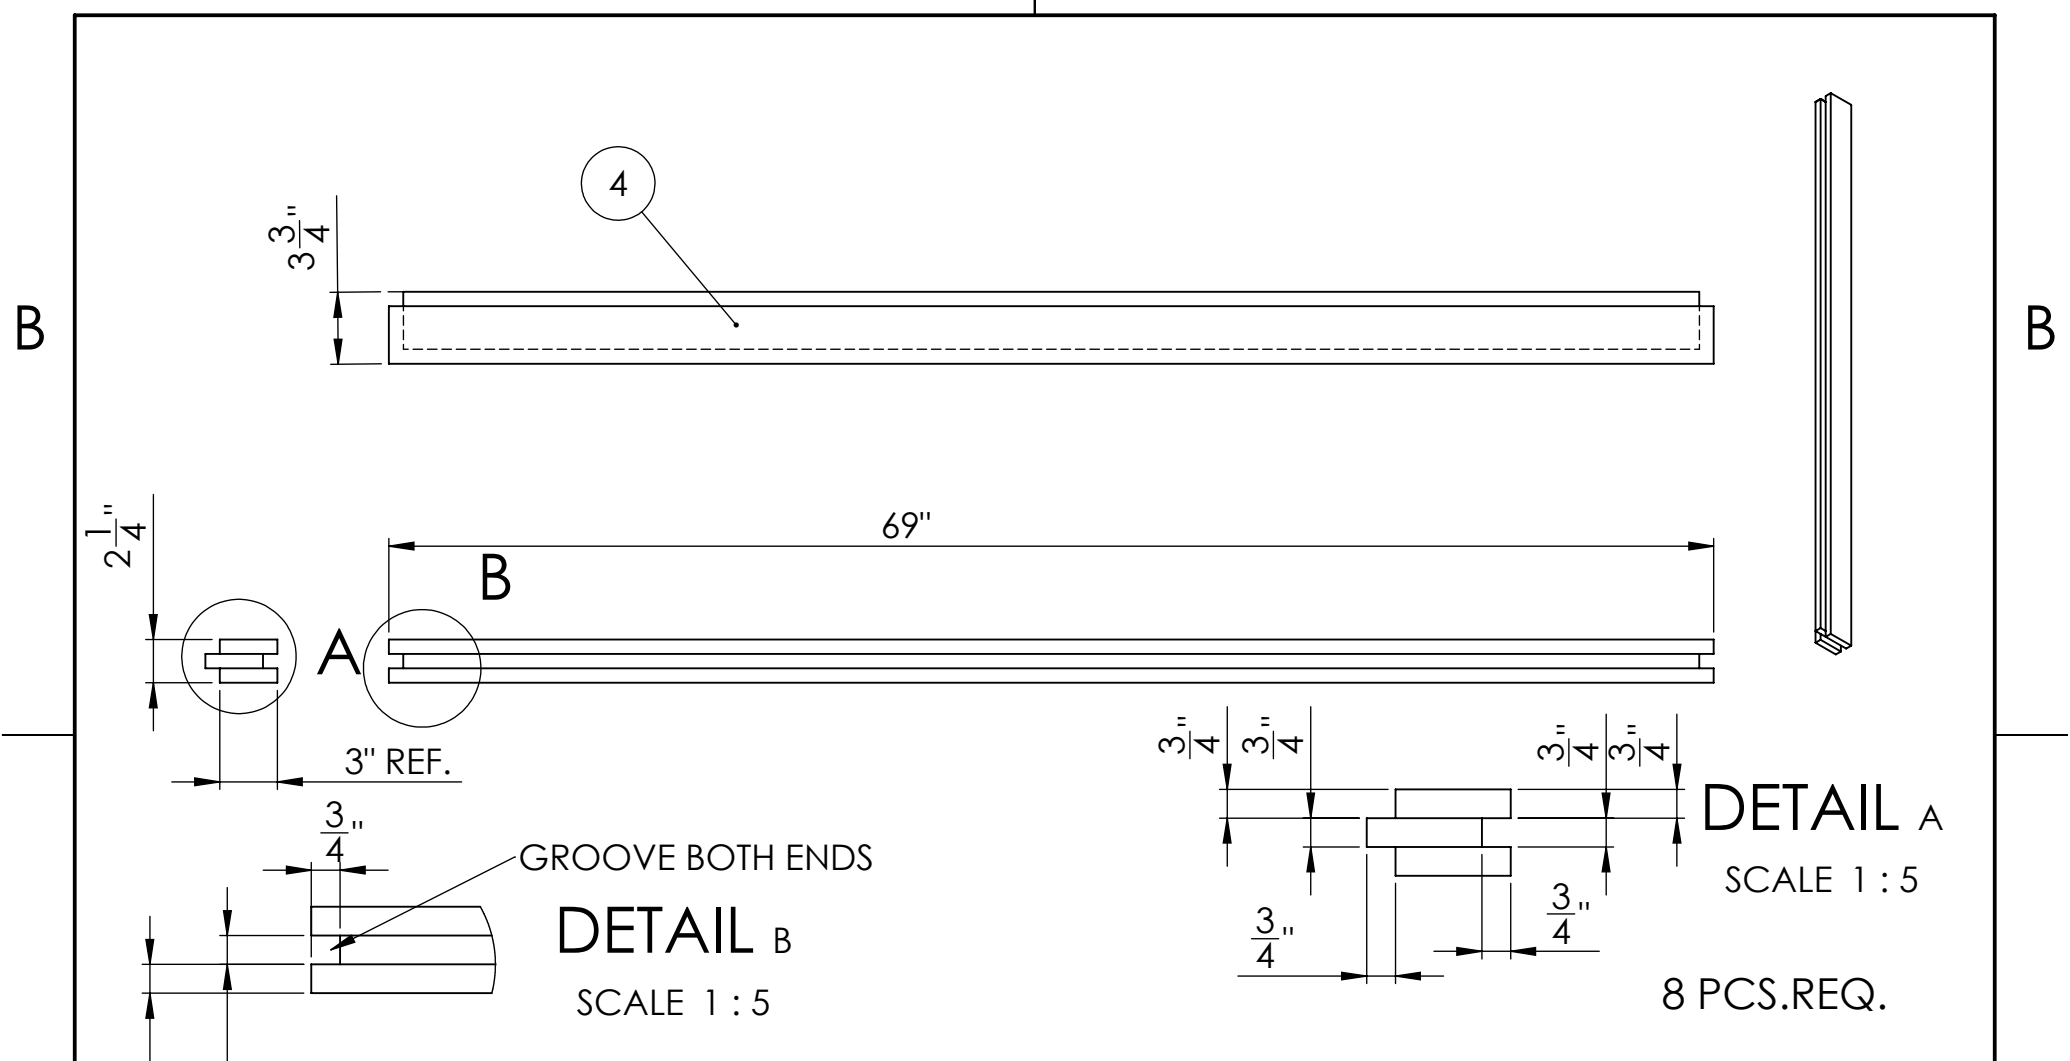 4
3 3/4"
B
B
2 1/4"
69"
B
A
3" REF.
3/4"
3/4"
3/4"
3/4"
DETAIL A
SCALE 1 : 5
3/4"
GROOVE BOTH ENDS
DETAIL B
SCALE 1 : 5
3/4"
3/4"
8 PCS.REQ.